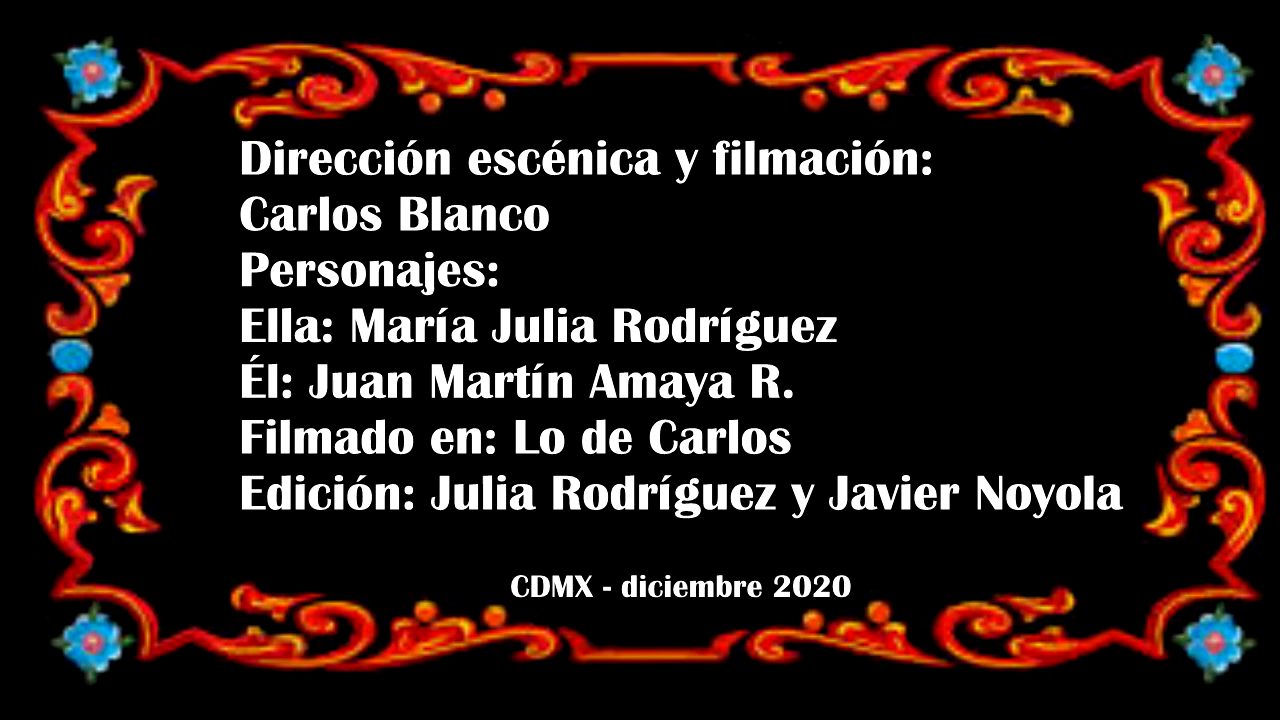 Dirección escénica y filmación:
Carlos Blanco
Personajes:
Ella: María Julia Rodríguez
Él: Juan Martín Amaya R.
Filmado en: Lo de Carlos
Edición: Julia Rodríguez y Javier Noyola
CDMX - diciembre 2020